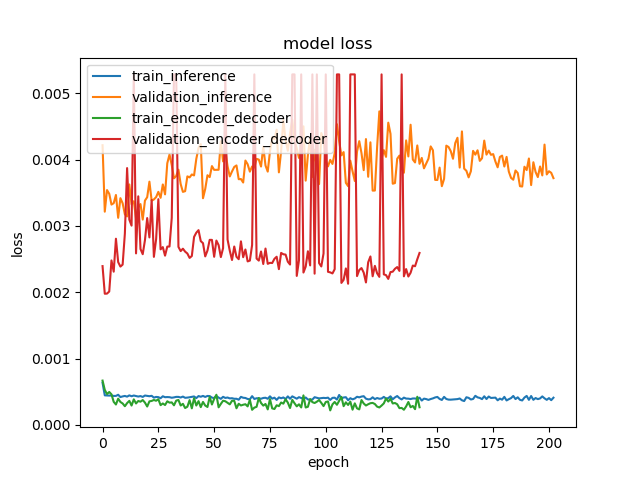 model loss
train_inference
validation_inference
train_encoder_decoder
validation_encoder_decoder
0.005
0.004
0.003
0.002
0.001
0.000
loss
0 25 50 75 100 125 150 175 200
epoch